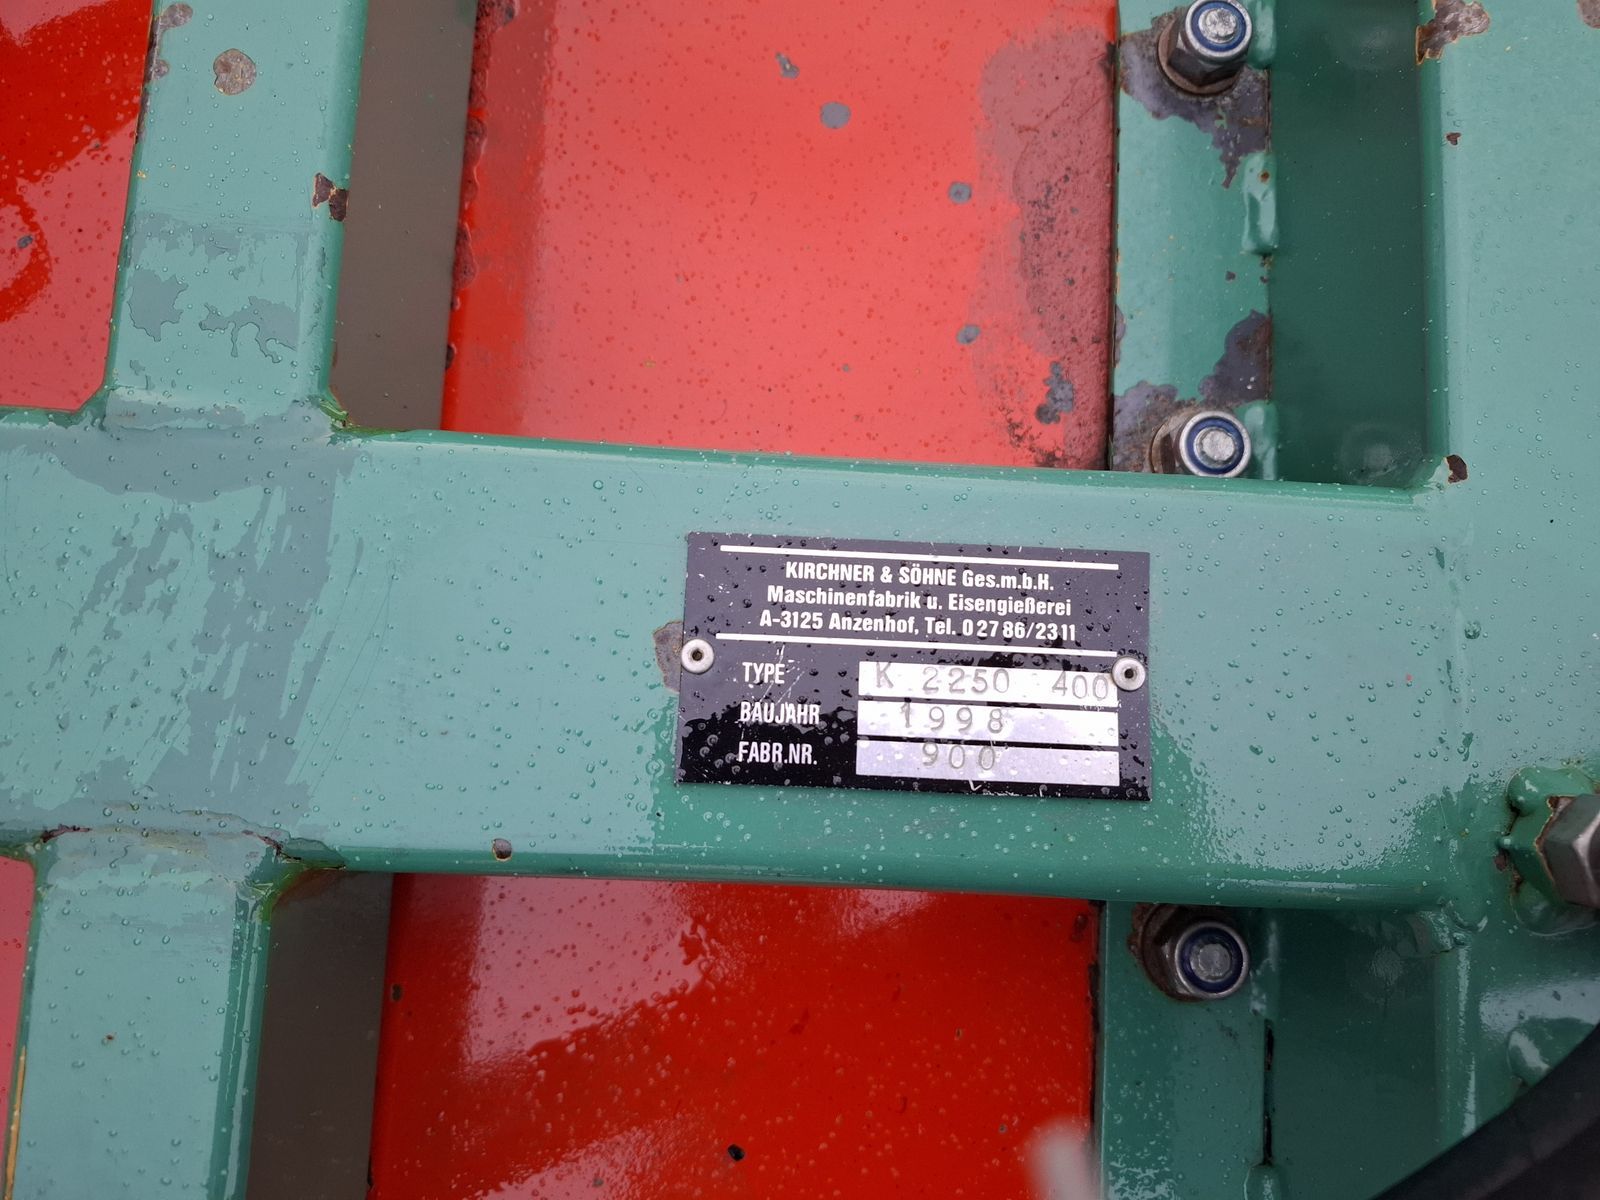 KIRCHNER & SÖHNE Ges.m.b.H.
Maschinenfabrik u. Eisengießerei
A-3125 Anzenhof, Tel. 0 27 86/23 11
TYPE K 2250 400
BAUJAHR 1998
FABR.NR. 900